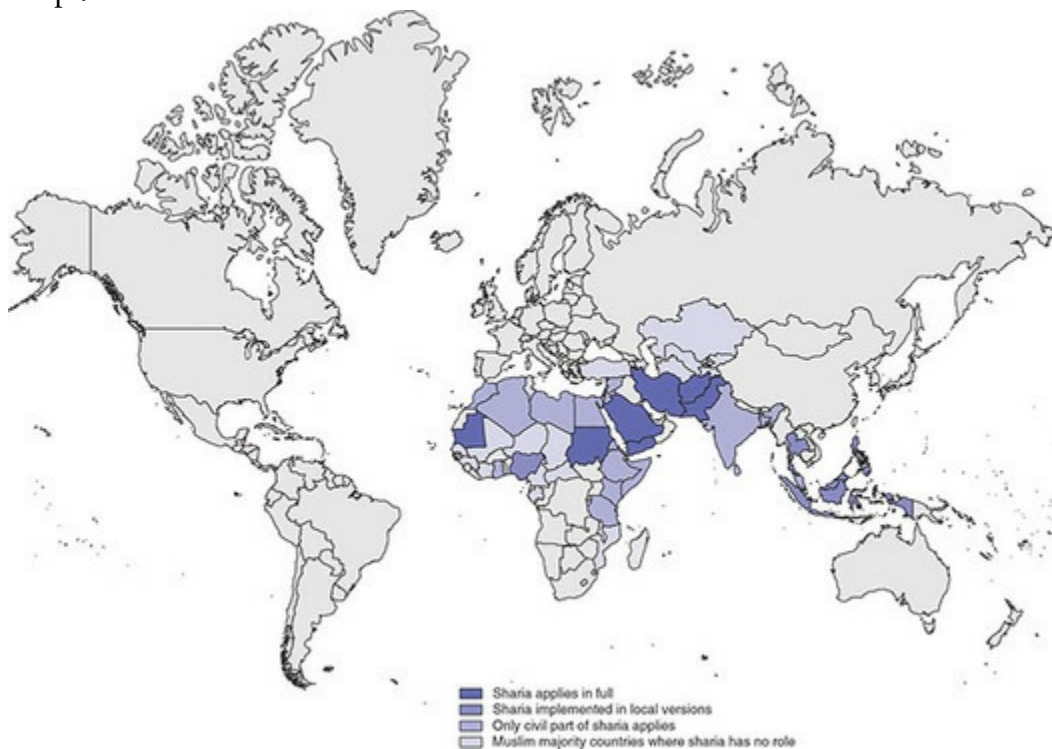 Sharia applies in full
Sharia implemented in local versions
Only civil part of sharia applies
Muslim majority countries where sharia has no role